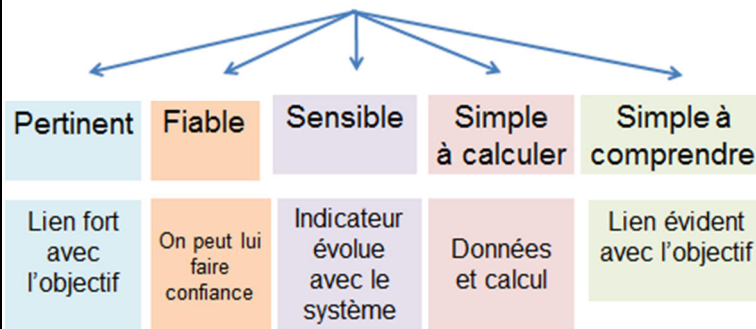 Pertinent
Fiable
Sensible
Simple
à calculer
Simple à
comprendre
Lien fort
avec
l'objectif
On peut lui
faire
confiance
Indicateur
évolue
avec le
système
Données
et calcul
Lien évident
avec l'objectif